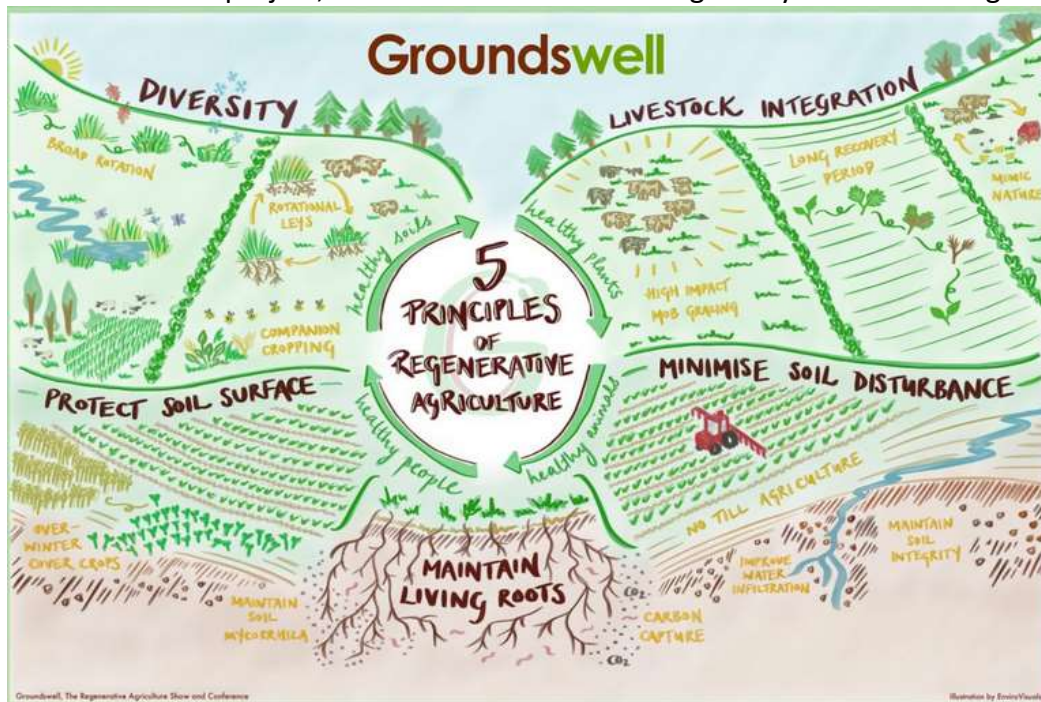 Groundswell
DIVERSITY
BROAD ROTATION
ROTATIONAL
LEYS
COMPANION
CROPPING
LIVESTOCK INTEGRATION
LONG RECOVERY
PERIOD
MIMIC
NATURE
HIGH IMPACT
MOB GRAZING
healthy soils
healthy plants
healthy animals
healthy people
5
PRINCIPLES
OF
REGENERATIVE
AGRICULTURE
PROTECT SOIL SURFACE
OVER-
WINTER
COVER CROPS
MAINTAIN
SOIL
MYCORRHIZA
MAINTAIN
LIVING ROOTS
CO2
CARBON
CAPTURE
CO2
MINIMISE SOIL DISTURBANCE
NO TILL AGRICULTURE
IMPROVE
WATER
INFILTRATION
MAINTAIN
SOIL
INTEGRITY
Groundswell, The Regenerative Agriculture Show and Conference
Illustration by EnviroVisuals